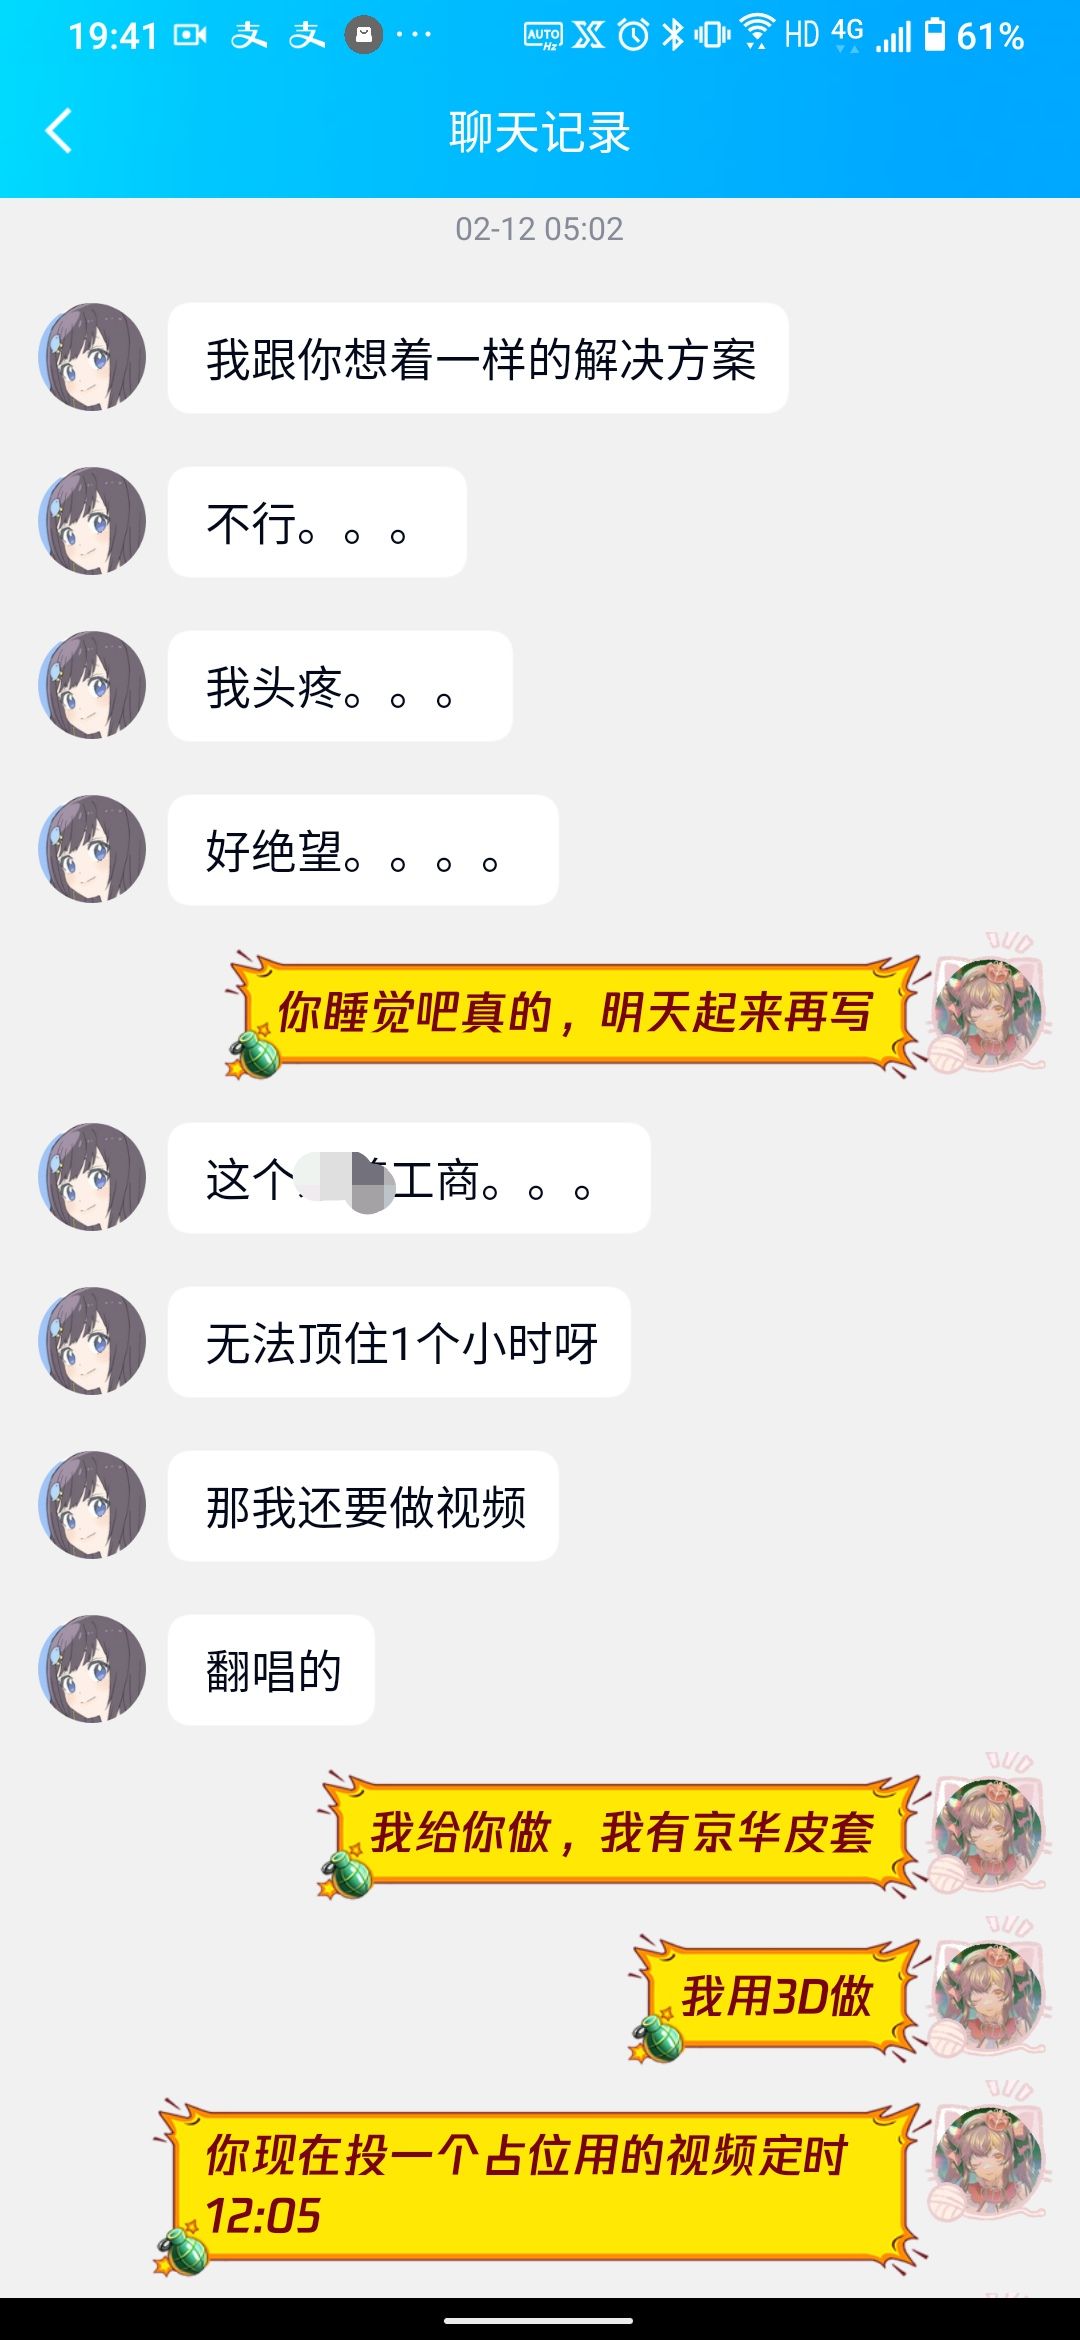 19:41
AUTO Hz
HD 4G 61%
聊天记录
02-12 05:02
我跟你想着一样的解决方案
不行。。。
我头疼。。。
好绝望。。。。
你睡觉吧真的，明天起来再写
这个
工商。。。
无法顶住1个小时呀
那我还要做视频
翻唱的
我给你做，我有京华皮套
我用3D做
你现在投一个占位用的视频定时
12:05